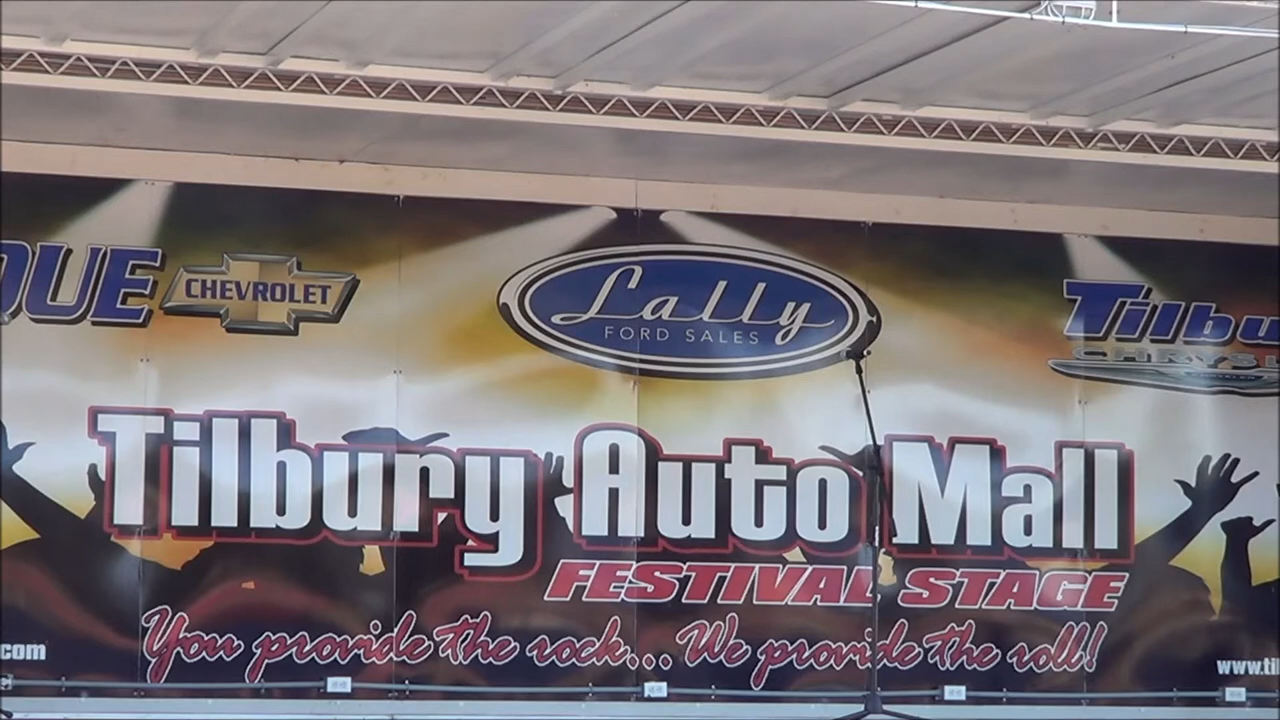 QUE
CHEVROLET
Lally
FORD SALES
Tilbu
CHRYS
Tilbury Auto Mall
FESTIVAL STAGE
You provide the rock... We provide the roll!
.com
www.til